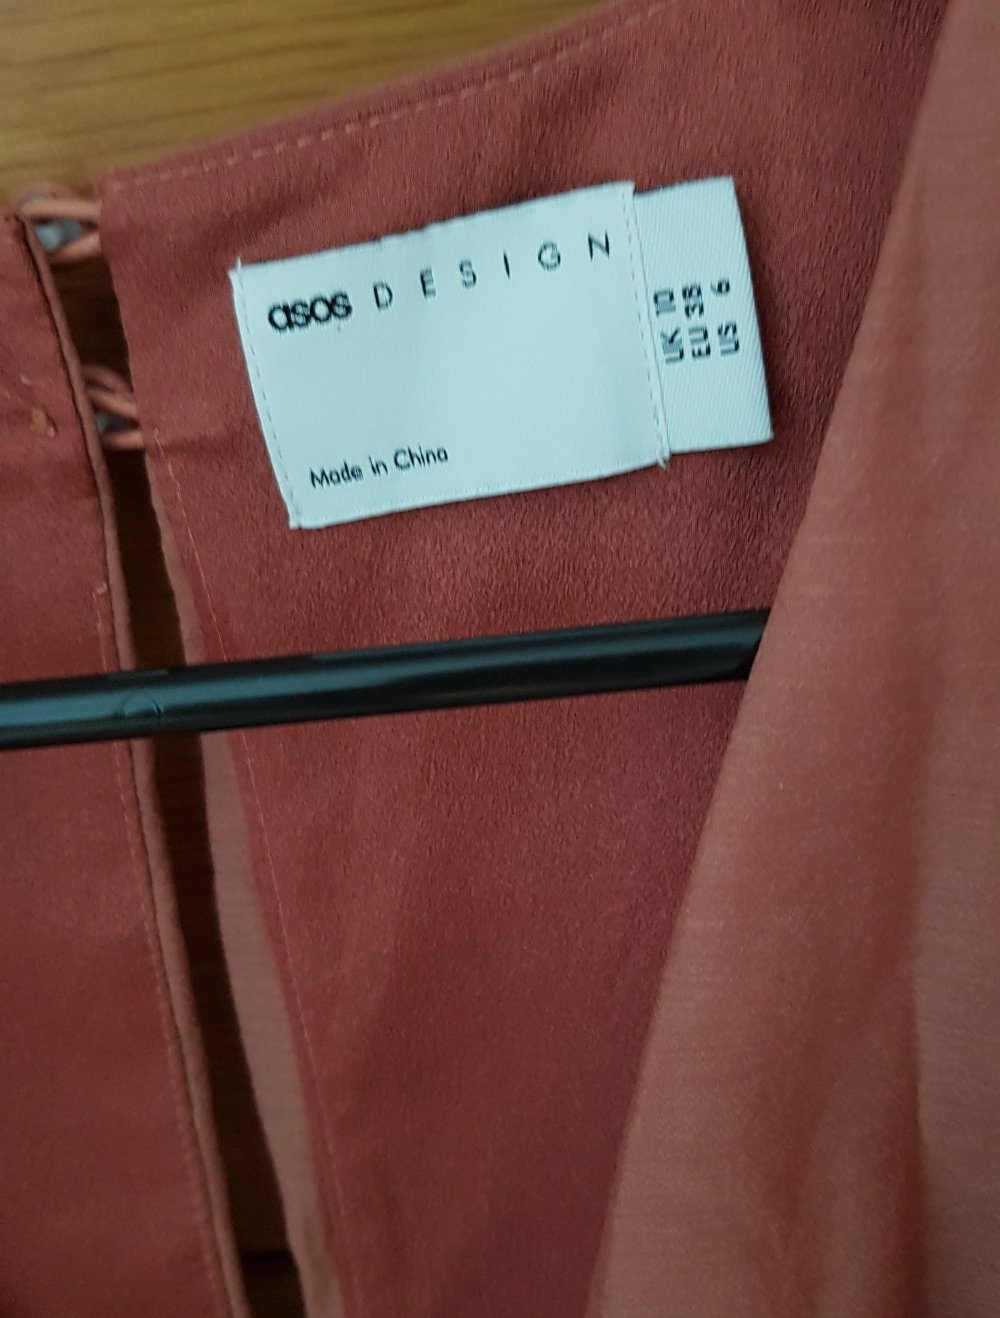 asos DESIGN
Made in China
UK 10
EU 38
US 6